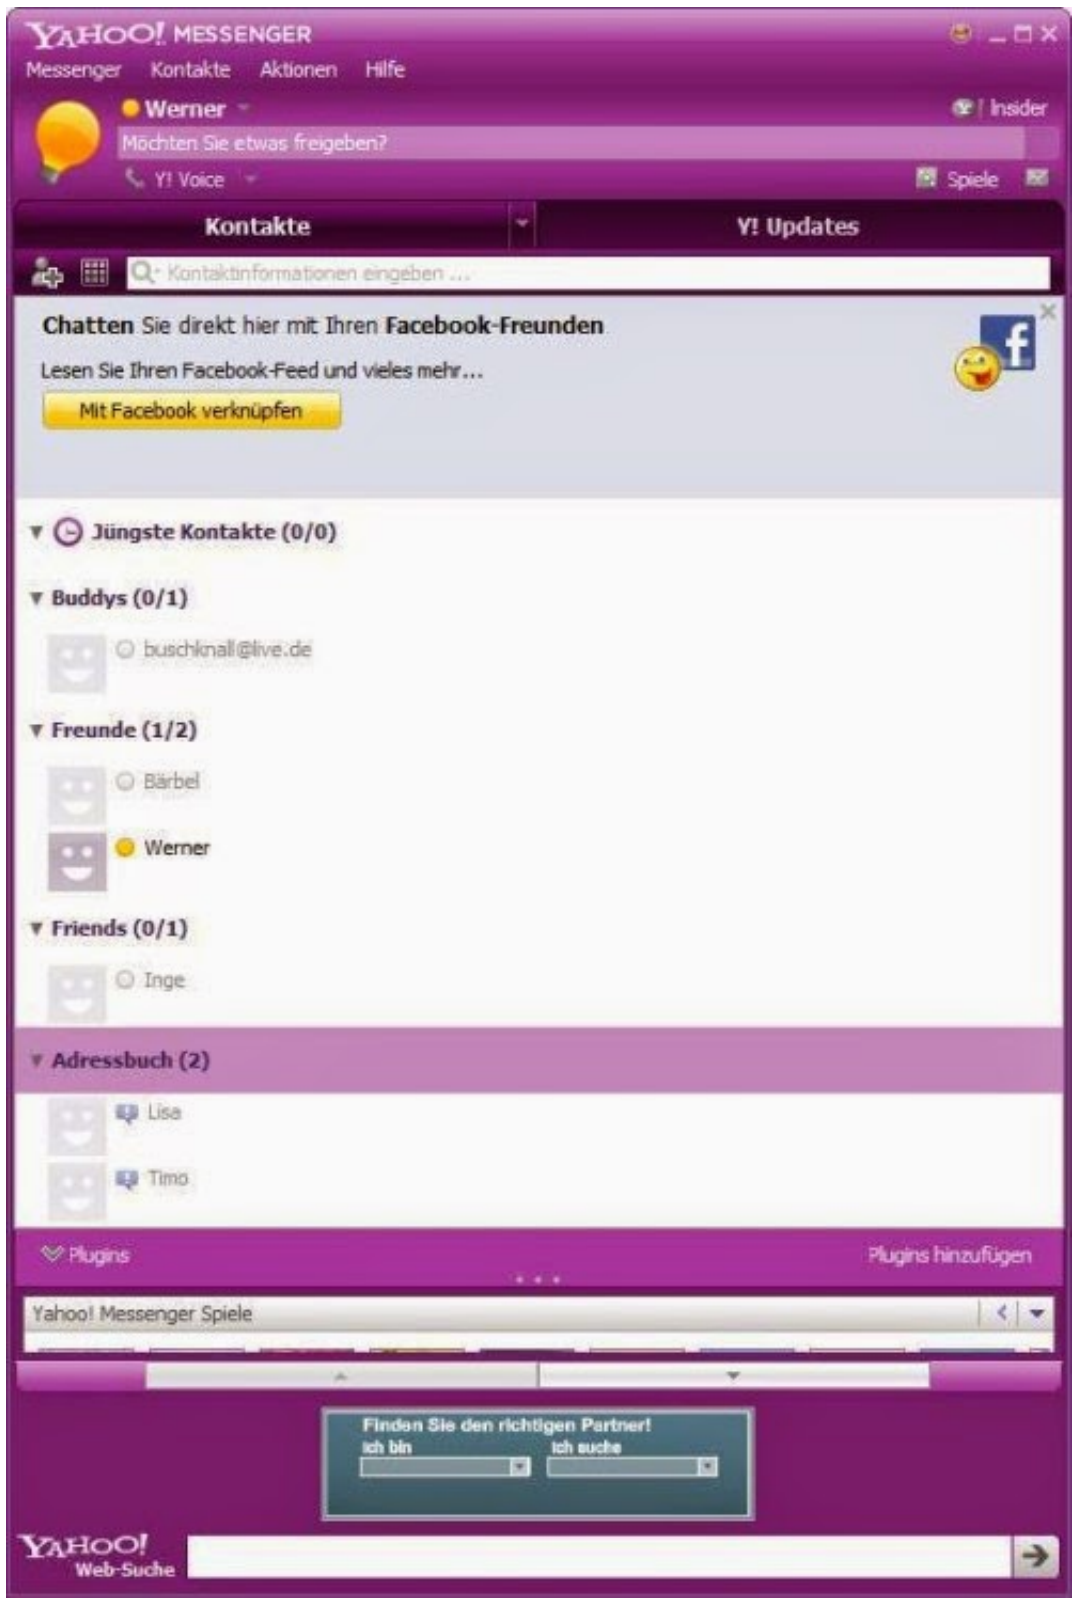 YAHOO! MESSENGER
Messenger Kontakte Aktionen Hilfe
Werner
Y! Insider
Möchten Sie etwas freigeben?
Y! Voice
Spiele
Kontakte
Y! Updates
Kontaktinformationen eingeben ...
Chatten Sie direkt hier mit Ihren Facebook-Freunden
f
Lesen Sie Ihren Facebook-Feed und vieles mehr...
Mit Facebook verknüpfen
Jüngste Kontakte (0/0)
Buddys (0/1)
buschknall@live.de
Freunde (1/2)
Bärbel
Werner
Friends (0/1)
Inge
Adressbuch (2)
Lisa
Timo
Plugins
Plugins hinzufügen
Yahoo! Messenger Spiele
Finden Sie den richtigen Partner!
Ich bin
Ich suche
YAHOO!
Web-Suche